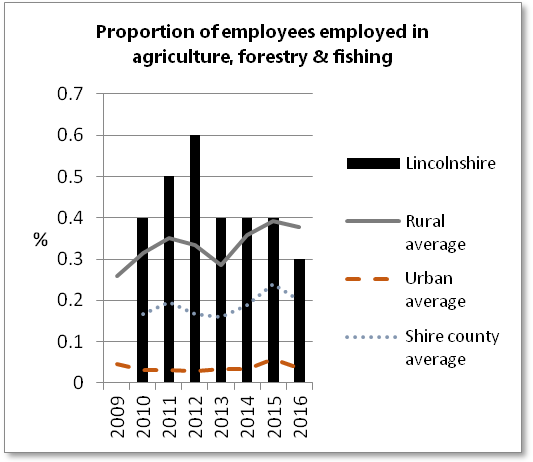 Proportion of employees employed in
agriculture, forestry & fishing
0.7
0.6
0.5
0.4
0.3
0.2
0.1
0
%
2009
2010
2011
2012
2013
2014
2015
2016
Lincolnshire
Rural
average
Urban
average
Shire county
average